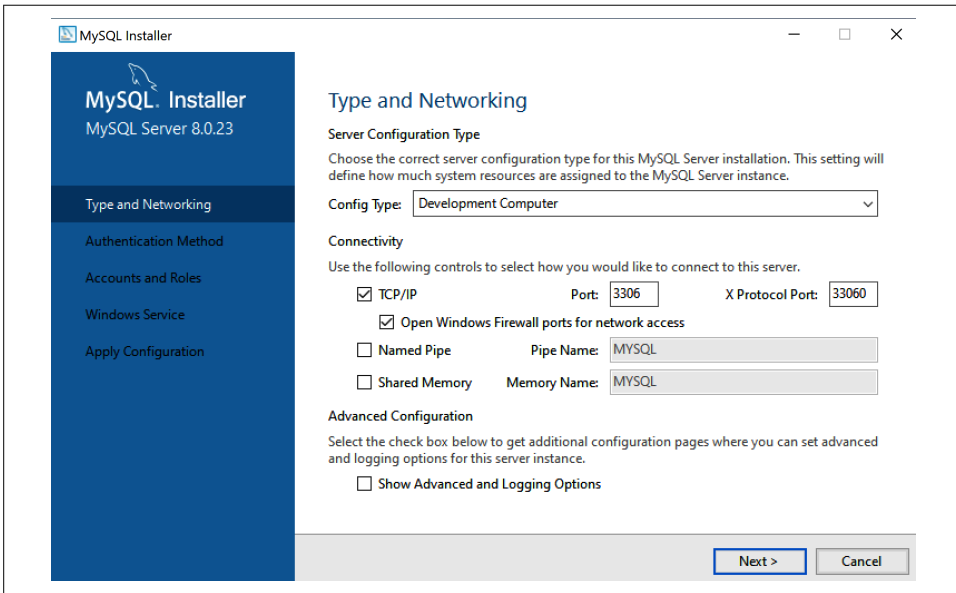 MySQL Installer
MySQL. Installer
MySQL Server 8.0.23
Type and Networking
Authentication Method
Accounts and Roles
Windows Service
Apply Configuration
Type and Networking
Server Configuration Type
Choose the correct server configuration type for this MySQL Server installation. This setting will
define how much system resources are assigned to the MySQL Server instance.
Config Type: Development Computer
Connectivity
Use the following controls to select how you would like to connect to this server.
TCP/IP Port: 3306 X Protocol Port: 33060
Open Windows Firewall ports for network access
Named Pipe Pipe Name: MYSQL
Shared Memory Memory Name: MYSQL
Advanced Configuration
Select the check box below to get additional configuration pages where you can set advanced
and logging options for this server instance.
Show Advanced and Logging Options
Next > Cancel